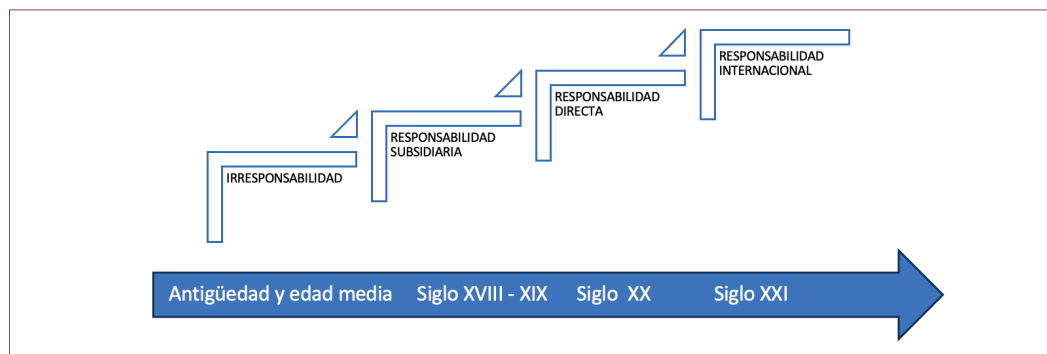 RESPONSABILIDAD
INTERNACIONAL
RESPONSABILIDAD
DIRECTA
RESPONSABILIDAD
SUBSIDIARIA
IRRESPONSABILIDAD
Antigüedad y edad media Siglo XVIII - XIX Siglo XX Siglo XXI